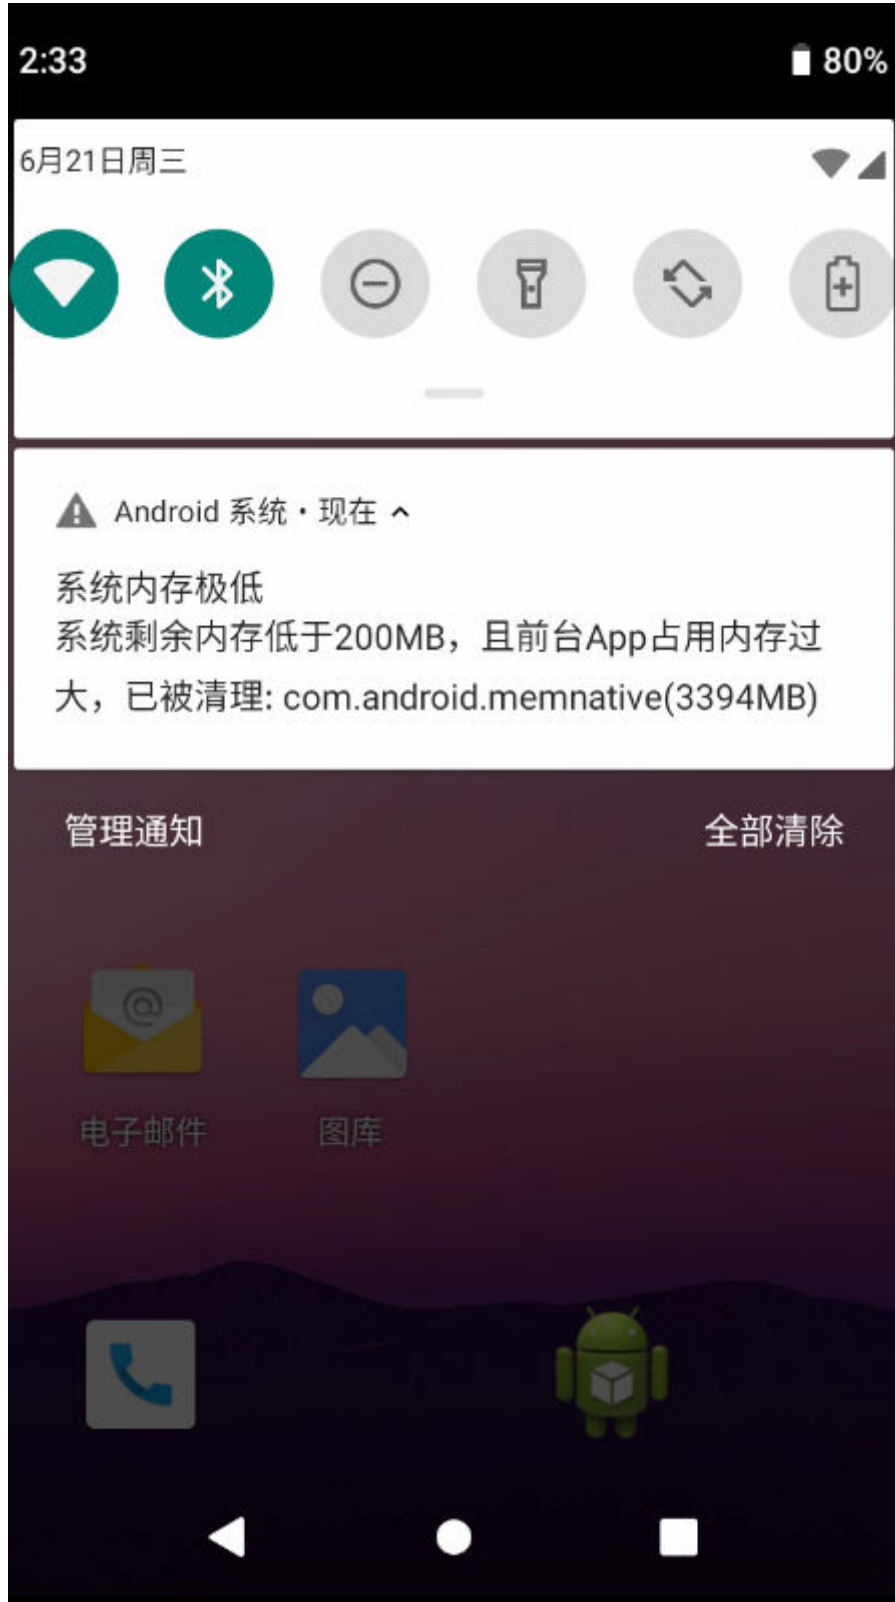 2:33
80%
6月21日周三
Android 系统 • 现在
系统内存极低
系统剩余内存低于200MB，且前台App占用内存过
大，已被清理: com.android.memnative(3394MB)
管理通知
全部清除
@
电子邮件
图库